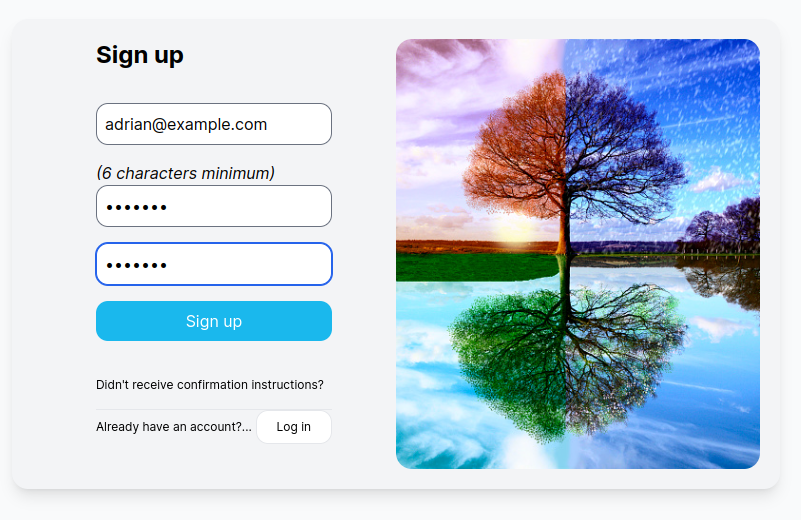 Sign up
adrian@example.com
(6 characters minimum)
•••••••
•••••••
Sign up
Didn't receive confirmation instructions?
Already have an account?... Log in